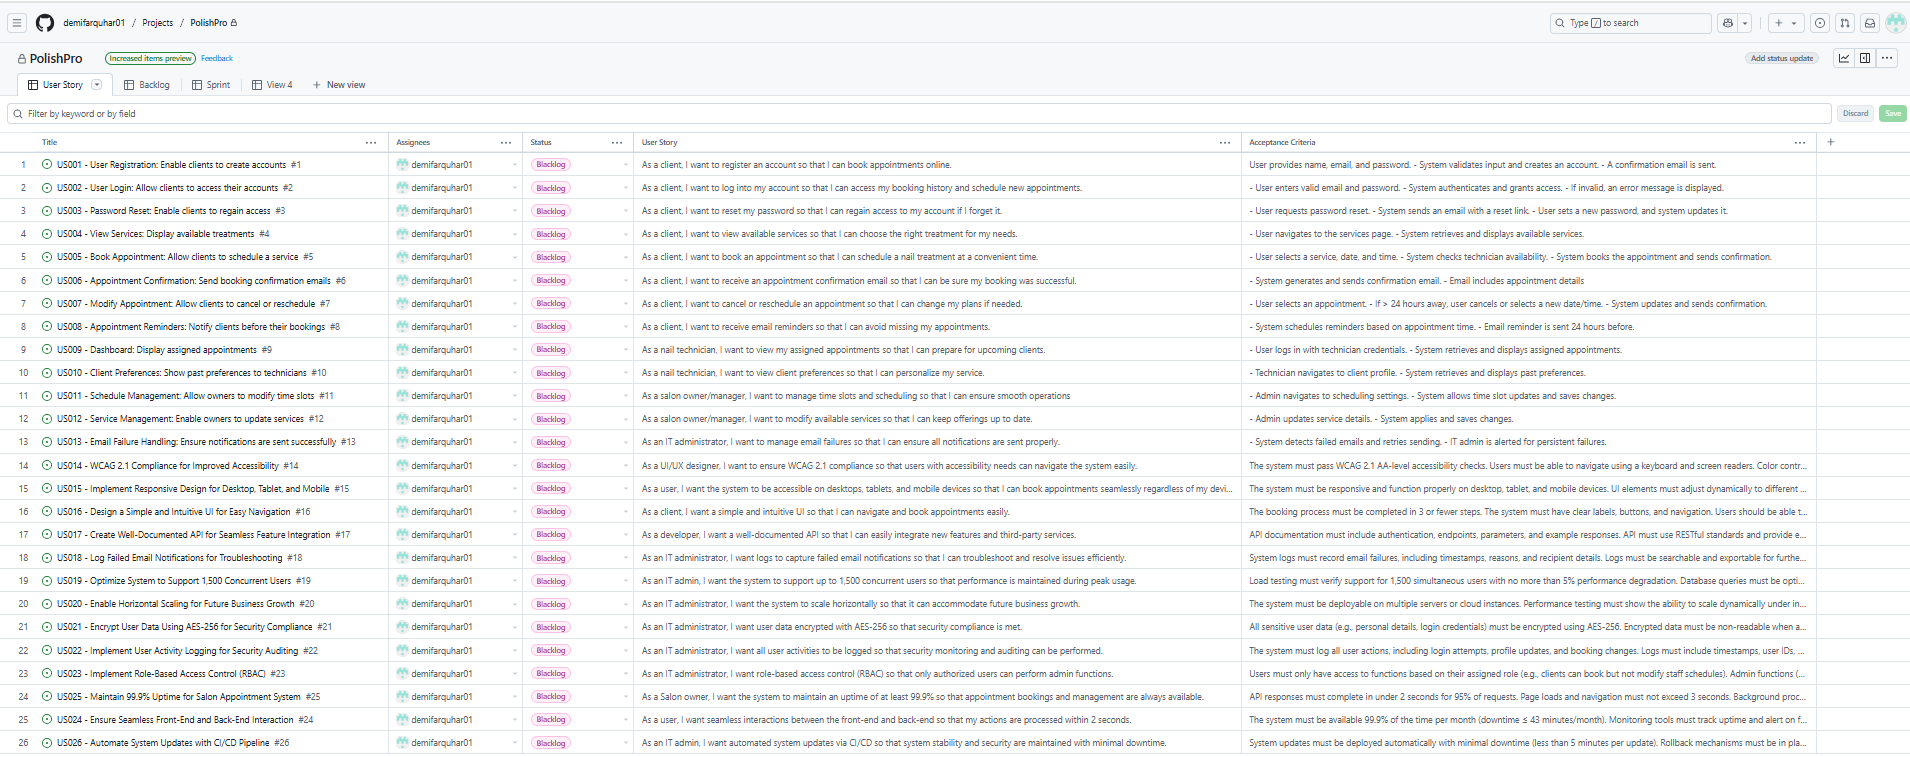 demifarquhar01 / Projects / PolishPro
Type / to search
PolishPro Increased items preview Feedback Add status update
User Story Backlog Sprint View 4 + New view
Filter by keyword or by field Discard Save
Title Assignees Status User Story Acceptance Criteria
1 US001 - User Registration: Enable clients to create accounts #1 demifarquhar01 Blacklog As a client, I want to register an account so that I can book appointments online. User provides name, email, and password. - System validates input and creates an account. - A confirmation email is sent.
2 US002 - User Login: Allow clients to access their accounts #2 demifarquhar01 Blacklog As a client, I want to log into my account so that I can access my booking history and schedule new appointments. - User enters valid email and password. - System authenticates and grants access. - If invalid, an error message is displayed.
3 US003 - Password Reset: Enable clients to regain access #3 demifarquhar01 Blacklog As a client, I want to reset my password so that I can regain access to my account if I forget it. - User requests password reset. - System sends an email with a reset link. - User sets a new password, and system updates it.
4 US004 - View Services: Display available treatments #4 demifarquhar01 Blacklog As a client, I want to view available services so that I can choose the right treatment for my needs. - User navigates to the services page. - System retrieves and displays available services.
5 US005 - Book Appointment: Allow clients to schedule a service #5 demifarquhar01 Blacklog As a client, I want to book an appointment so that I can schedule a nail treatment at a convenient time. - User selects a service, date, and time. - System checks technician availability. - System books the appointment and sends confirmation.
6 US006 - Appointment Confirmation: Send booking confirmation emails #6 demifarquhar01 Blacklog As a client, I want to receive an appointment confirmation email so that I can be sure my booking was successful. - System generates and sends confirmation email. - Email includes appointment details
7 US007 - Modify Appointment: Allow clients to cancel or reschedule #7 demifarquhar01 Blacklog As a client, I want to cancel or reschedule an appointment so that I can change my plans if needed. - User selects an appointment. - If > 24 hours away, user cancels or selects a new date/time. - System updates and sends confirmation.
8 US008 - Appointment Reminders: Notify clients before their bookings #8 demifarquhar01 Blacklog As a client, I want to receive email reminders so that I can avoid missing my appointments. - System schedules reminders based on appointment time. - Email reminder is sent 24 hours before.
9 US009 - Dashboard: Display assigned appointments #9 demifarquhar01 Blacklog As a nail technician, I want to view my assigned appointments so that I can prepare for upcoming clients. - User logs in with technician credentials. - System retrieves and displays assigned appointments.
10 US010 - Client Preferences: Show past preferences to technicians #10 demifarquhar01 Blacklog As a nail technician, I want to view client preferences so that I can personalize my service. - Technician navigates to client profile. - System retrieves and displays past preferences.
11 US011 - Schedule Management: Allow owners to modify time slots #11 demifarquhar01 Blacklog As a salon owner/manager, I want to manage time slots and scheduling so that I can ensure smooth operations - Admin navigates to scheduling settings. - System allows time slot updates and saves changes.
12 US012 - Service Management: Enable owners to update services #12 demifarquhar01 Blacklog As a salon owner/manager, I want to modify available services so that I can keep offerings up to date. - Admin updates service details. - System applies and saves changes.
13 US013 - Email Failure Handling: Ensure notifications are sent successfully #13 demifarquhar01 Blacklog As an IT administrator, I want to manage email failures so that I can ensure all notifications are sent properly. - System detects failed emails and retries sending. - IT admin is alerted for persistent failures.
14 US014 - WCAG 2.1 Compliance for Improved Accessibility #14 demifarquhar01 Blacklog As a UI/UX designer, I want to ensure WCAG 2.1 compliance so that users with accessibility needs can navigate the system easily. The system must pass WCAG 2.1 AA-level accessibility checks. Users must be able to navigate using a keyboard and screen readers. Color contr...
15 US015 - Implement Responsive Design for Desktop, Tablet, and Mobile #15 demifarquhar01 Blacklog As a user, I want the system to be accessible on desktops, tablets, and mobile devices so that I can book appointments seamlessly regardless of my devi... The system must be responsive and function properly on desktop, tablet, and mobile devices. UI elements must adjust dynamically to different ...
16 US016 - Design a Simple and Intuitive UI for Easy Navigation #16 demifarquhar01 Blacklog As a client, I want a simple and intuitive UI so that I can navigate and book appointments easily. The booking process must be completed in 3 or fewer steps. The system must have clear labels, buttons, and navigation. Users should be able t...
17 US017 - Create Well-Documented API for Seamless Feature Integration #17 demifarquhar01 Blacklog As a developer, I want a well-documented API so that I can easily integrate new features and third-party services. API documentation must include authentication, endpoints, parameters, and example responses. API must use RESTful standards and provide e...
18 US018 - Log Failed Email Notifications for Troubleshooting #18 demifarquhar01 Blacklog As an IT administrator, I want logs to capture failed email notifications so that I can troubleshoot and resolve issues efficiently. System logs must record email failures, including timestamps, reasons, and recipient details. Logs must be searchable and exportable for furthe...
19 US019 - Optimize System to Support 1,500 Concurrent Users #19 demifarquhar01 Blacklog As an IT admin, I want the system to support up to 1,500 concurrent users so that performance is maintained during peak usage. Load testing must verify support for 1,500 simultaneous users with no more than 5% performance degradation. Database queries must be opti...
20 US020 - Enable Horizontal Scaling for Future Business Growth #20 demifarquhar01 Blacklog As an IT administrator, I want the system to scale horizontally so that it can accommodate future business growth. The system must be deployable on multiple servers or cloud instances. Performance testing must show the ability to scale dynamically under in...
21 US021 - Encrypt User Data Using AES-256 for Security Compliance #21 demifarquhar01 Blacklog As an IT administrator, I want user data encrypted with AES-256 so that security compliance is met. All sensitive user data (e.g., personal details, login credentials) must be encrypted using AES-256. Encrypted data must be non-readable when a...
22 US022 - Implement User Activity Logging for Security Auditing #22 demifarquhar01 Blacklog As an IT administrator, I want all user activities to be logged so that security monitoring and auditing can be performed. The system must log all user actions, including login attempts, profile updates, and booking changes. Logs must include timestamps, user IDs, ...
23 US023 - Implement Role-Based Access Control (RBAC) #23 demifarquhar01 Blacklog As an IT administrator, I want role-based access control (RBAC) so that only authorized users can perform admin functions. Users must only have access to functions based on their assigned role (e.g., clients can book but not modify staff schedules). Admin functions (...
24 US025 - Maintain 99.9% Uptime for Salon Appointment System #25 demifarquhar01 Blacklog As a Salon owner, I want the system to maintain an uptime of at least 99.9% so that appointment bookings and management are always available. API responses must complete in under 2 seconds for 95% of requests. Page loads and navigation must not exceed 3 seconds. Background proc...
25 US024 - Ensure Seamless Front-End and Back-End Interaction #24 demifarquhar01 Blacklog As a user, I want seamless interactions between the front-end and back-end so that my actions are processed within 2 seconds. The system must be available 99.9% of the time per month (downtime ≤ 43 minutes/month). Monitoring tools must track uptime and alert on f...
26 US026 - Automate System Updates with CI/CD Pipeline #26 demifarquhar01 Blacklog As an IT admin, I want automated system updates via CI/CD so that system stability and security are maintained with minimal downtime. System updates must be deployed automatically with minimal downtime (less than 5 minutes per update). Rollback mechanisms must be in pla...